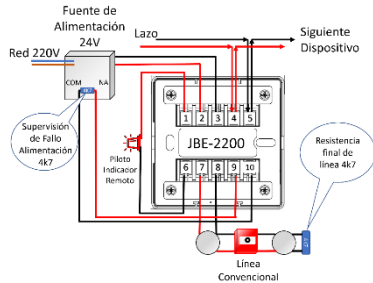 Fuente de
Alimentación
24V
Red 220V
COM NA
4k7
Lazo
Siguiente
Dispositivo
1 2 3 4 5
JBE-2200
6 7 8 9 10
Supervisión
de Fallo
Alimentación
4k7
Piloto
Indicador
Remoto
Resistencia
final de
línea 4k7
4k7
Línea
Convencional